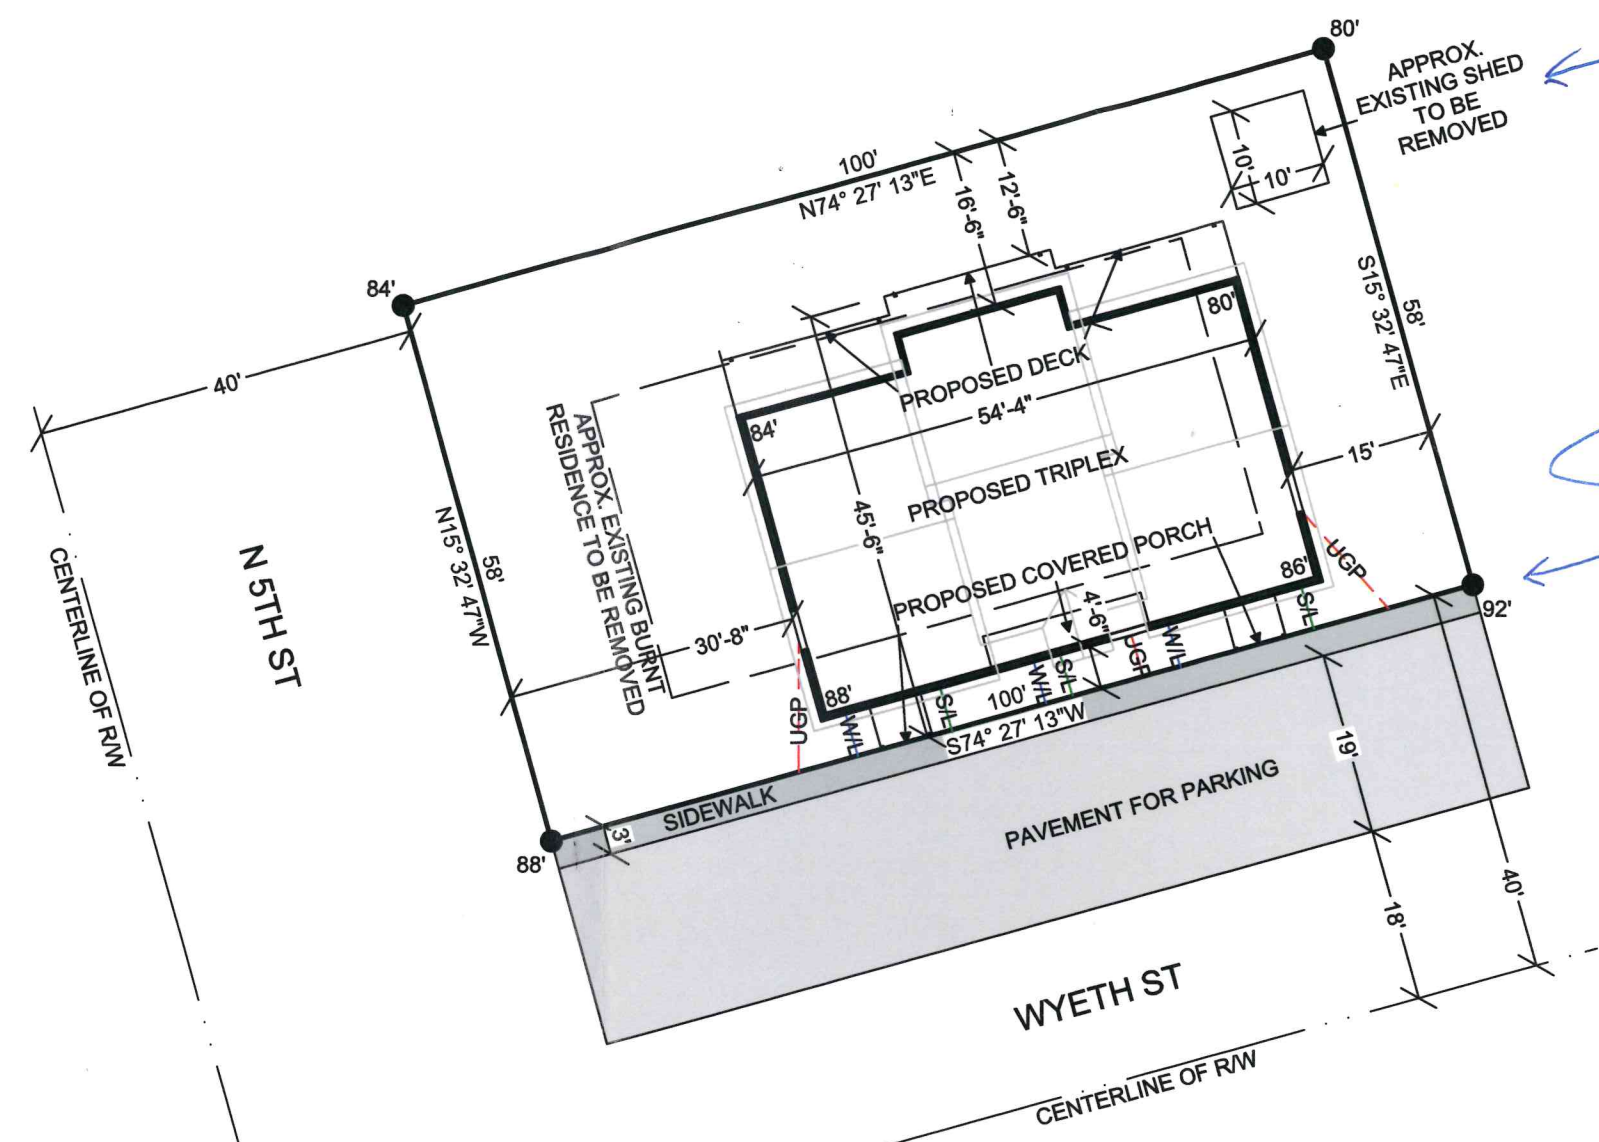 80'
APPROX.
EXISTING SHED
TO BE
REMOVED
10'
10'
100'
N74° 27' 13"E
16'-6"
12'-6"
84'
40'
S15° 32' 47"E
58'
80'
PROPOSED DECK
54'-4"
84'
15'
APPROX. EXISTING BURNT
RESIDENCE TO BE REMOVED
PROPOSED TRIPLEX
45'-6"
N 5TH ST
CENTERLINE OF R/W
N15° 32' 47"W
58'
PROPOSED COVERED PORCH
86'
UGP
4'-6"
S/L
92'
30'-8"
88'
UGP
W/L
S/L
100'
S74° 27' 13"W
W/L
S/L
UGP
W/L
19'
SIDEWALK
3'
88'
PAVEMENT FOR PARKING
40'
18'
WYETH ST
CENTERLINE OF R/W